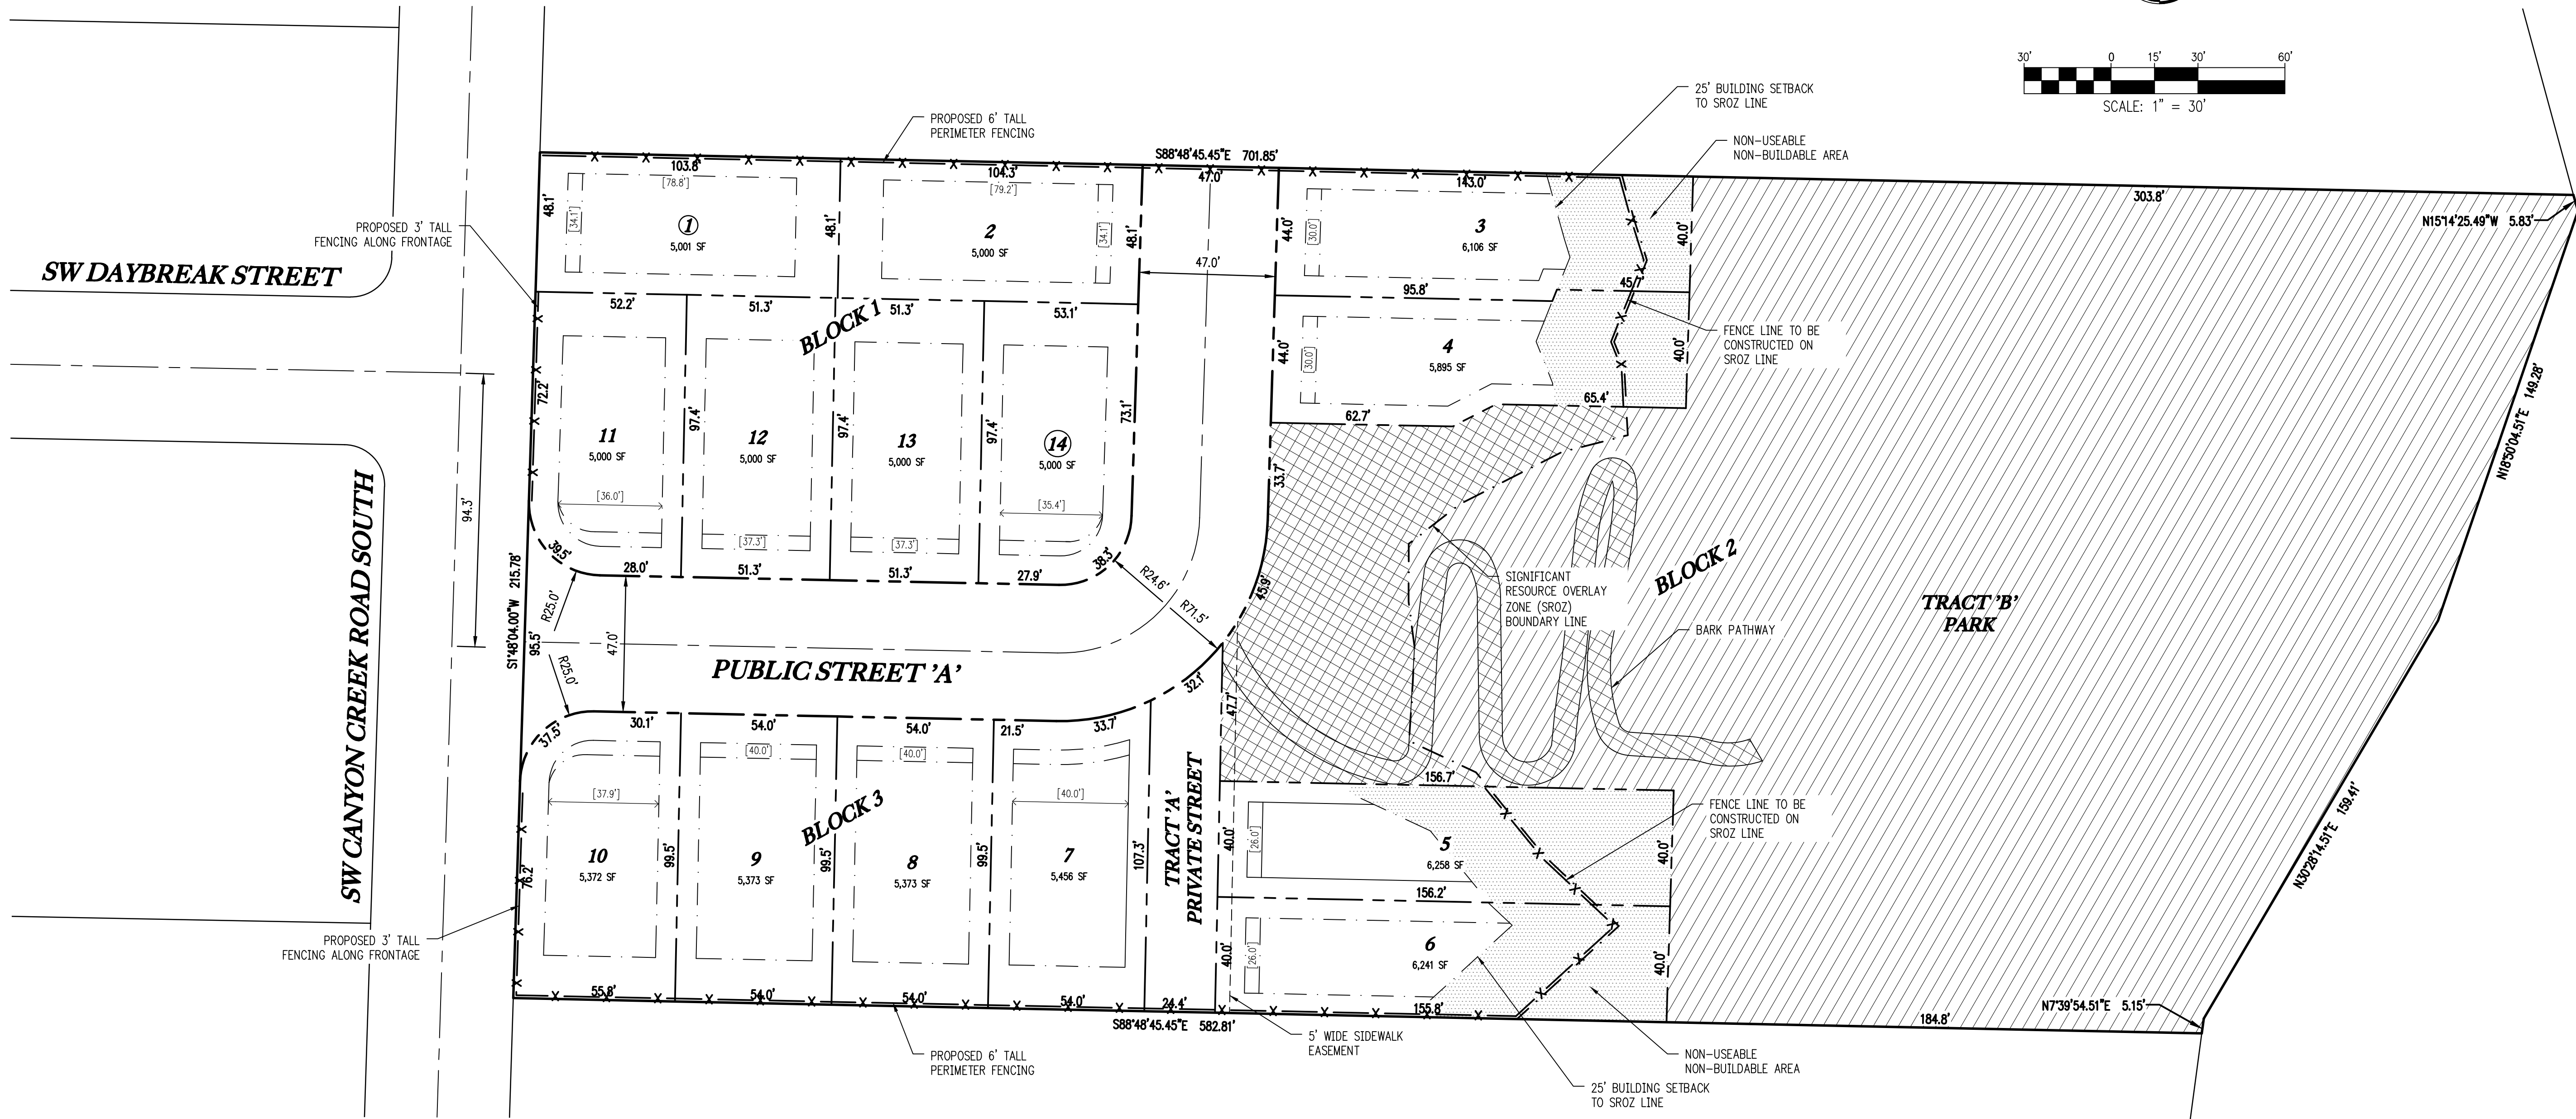 30'
0
15'
30'
60'
SCALE: 1" = 30'
25' BUILDING SETBACK
TO SROZ LINE
PROPOSED 6' TALL
PERIMETER FENCING
NON-USEABLE
NON-BUILDABLE AREA
S88°48'45.45"E 701.85'
103.8'
[78.8']
104.3'
[79.2']
47.0'
143.0'
303.8'
N15°14'25.49"W 5.83'
PROPOSED 3' TALL
FENCING ALONG FRONTAGE
48.1'
[34.1']
1
5,001 SF
48.1'
2
5,000 SF
[34.1']
48.1'
47.0'
44.0'
[30.0']
3
6,106 SF
40.0'
SW DAYBREAK STREET
52.2'
51.3'
BLOCK 1
51.3'
53.1'
95.8'
45.7'
FENCE LINE TO BE
CONSTRUCTED ON
SROZ LINE
44.0'
[30.0']
4
5,895 SF
40.0'
72.2'
97.4'
97.4'
97.4'
73.1'
62.7'
65.4'
N18°50'04.51"E 149.28'
11
5,000 SF
12
5,000 SF
13
5,000 SF
14
5,000 SF
33.7'
[36.0']
[37.3']
[37.3']
[35.4']
94.3'
SW CANYON CREEK ROAD SOUTH
S1°48'04.00"W 215.78'
39.5'
28.0'
51.3'
51.3'
27.9'
38.3'
R24.6'
R71.5'
45.9'
SIGNIFICANT
RESOURCE OVERLAY
ZONE (SROZ)
BOUNDARY LINE
BLOCK 2
TRACT 'B'
PARK
BARK PATHWAY
R25.0'
95.5'
47.0'
R25.0'
PUBLIC STREET 'A'
32.1'
47.7'
37.5'
30.1'
54.0'
54.0'
21.5'
33.7'
[40.0']
[40.0']
[37.9']
[40.0']
BLOCK 3
TRACT 'A'
PRIVATE STREET
156.7'
FENCE LINE TO BE
CONSTRUCTED ON
SROZ LINE
N30°28'14.51"E 159.41'
76.2'
10
5,372 SF
99.5'
9
5,373 SF
99.5'
8
5,373 SF
99.5'
7
5,456 SF
107.3'
40.0'
[26.0']
5
6,258 SF
40.0'
156.2'
40.0'
[26.0']
6
6,241 SF
40.0'
PROPOSED 3' TALL
FENCING ALONG FRONTAGE
55.8'
54.0'
54.0'
54.0'
24.4'
155.8'
184.8'
N7°39'54.51"E 5.15'
S88°48'45.45"E 582.81'
5' WIDE SIDEWALK
EASEMENT
PROPOSED 6' TALL
PERIMETER FENCING
NON-USEABLE
NON-BUILDABLE AREA
25' BUILDING SETBACK
TO SROZ LINE